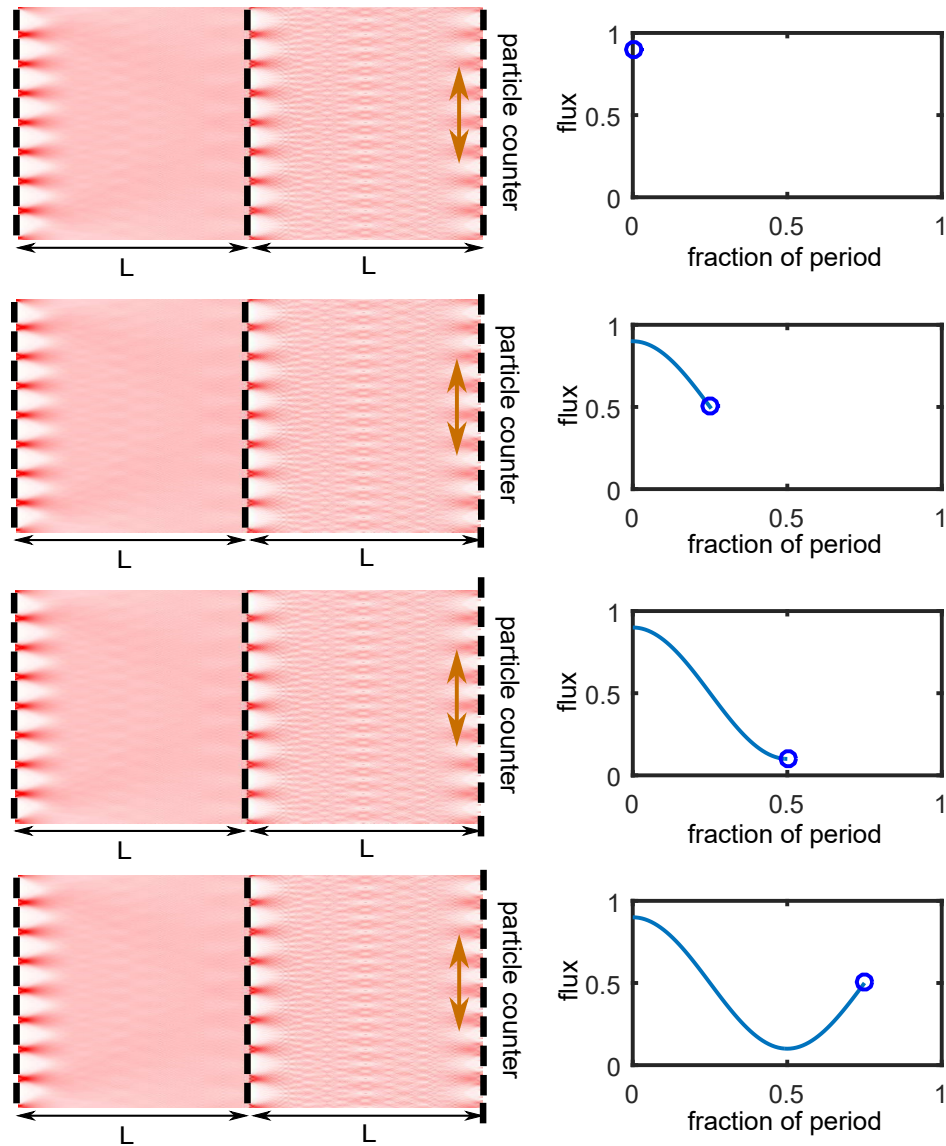 particle counter
L
L
1
0.5
0
flux
0
0.5
1
fraction of period
particle counter
L
L
1
0.5
0
flux
0
0.5
1
fraction of period
particle counter
L
L
1
0.5
0
flux
0
0.5
1
fraction of period
particle counter
L
L
1
0.5
0
flux
0
0.5
1
fraction of period